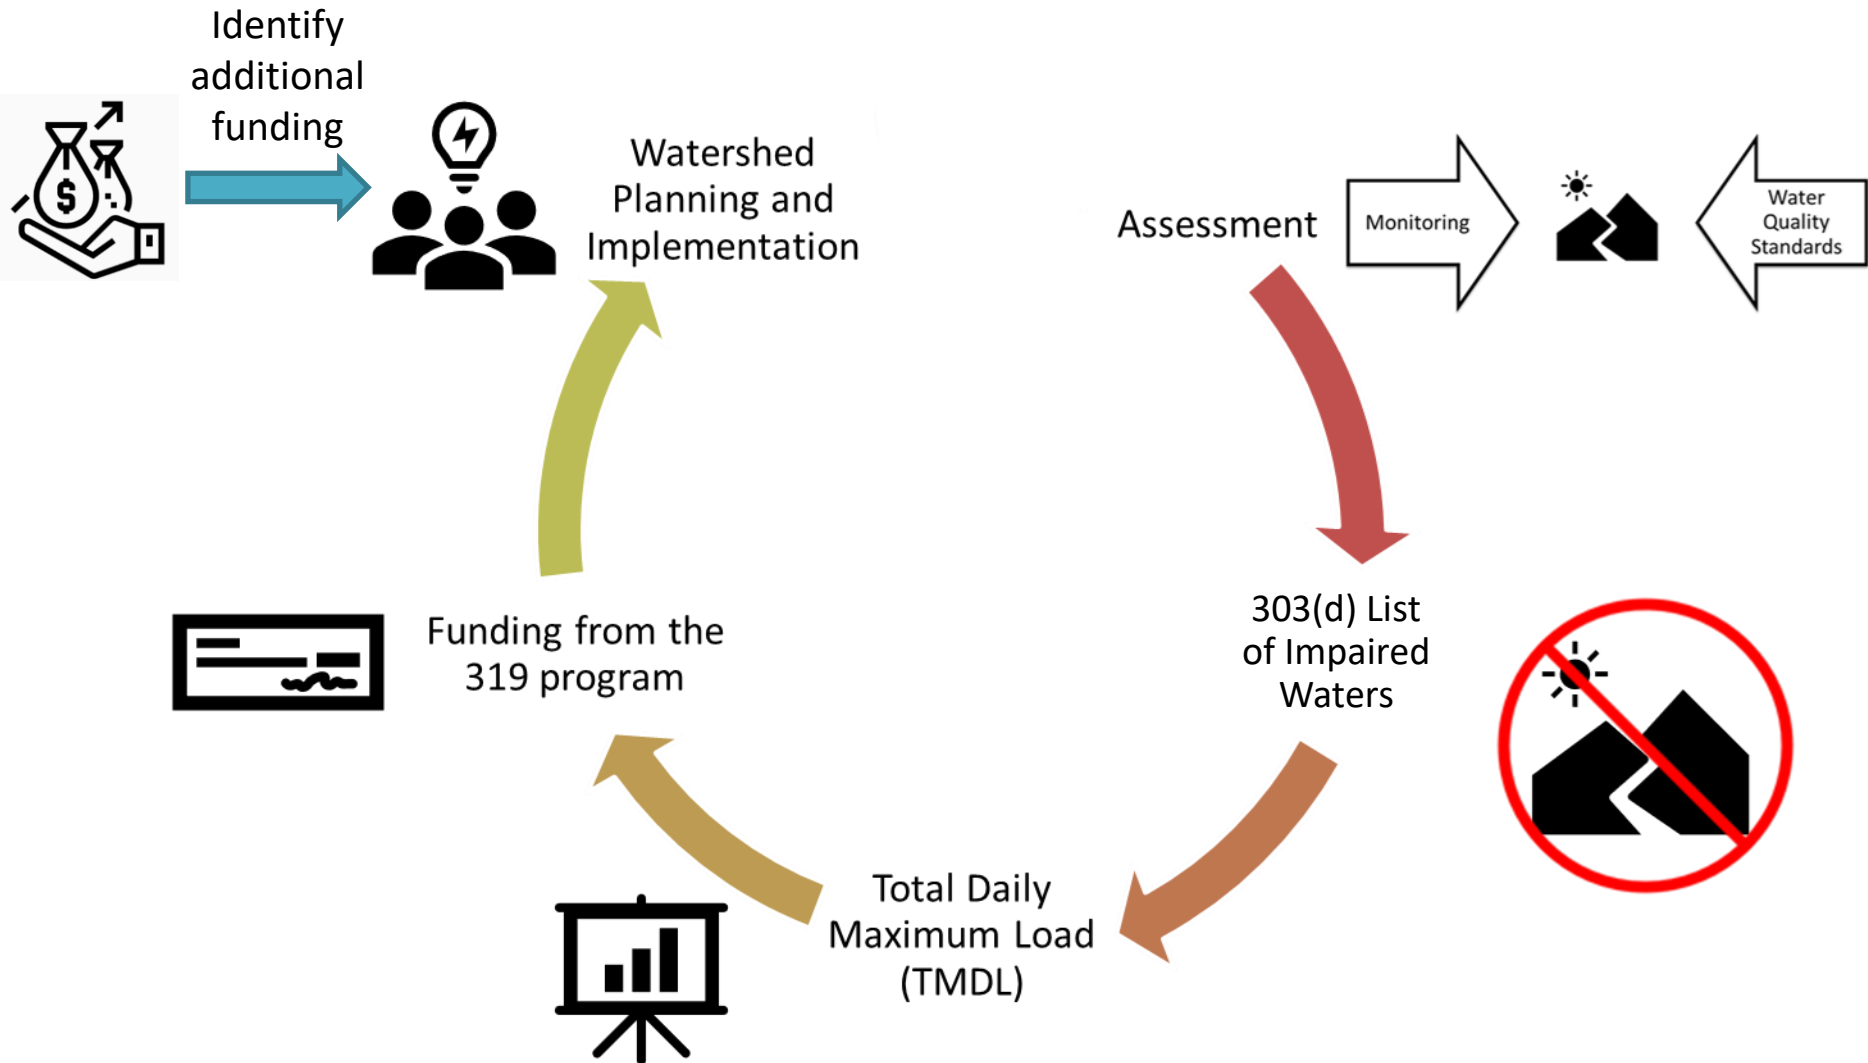 Identify
additional
funding
Watershed
Planning and
Implementation
Assessment
Monitoring
Water
Quality
Standards
303(d) List
of Impaired
Waters
Total Daily
Maximum Load
(TMDL)
Funding from the
319 program
$